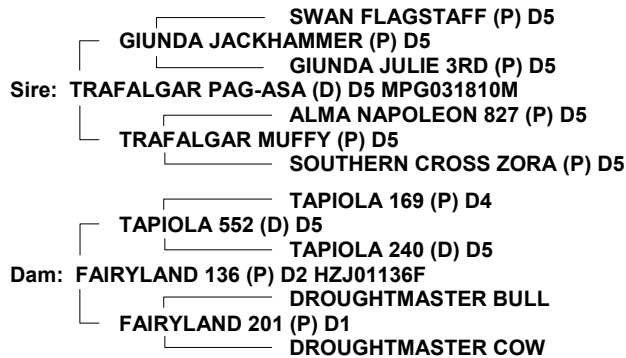 SWAN FLAGSTAFF (P) D5
GIUNDA JACKHAMMER (P) D5
GIUNDA JULIE 3RD (P) D5
Sire: TRAFALGAR PAG-ASA (D) D5 MPG031810M
ALMA NAPOLEON 827 (P) D5
TRAFALGAR MUFFY (P) D5
SOUTHERN CROSS ZORA (P) D5
TAPIOLA 169 (P) D4
TAPIOLA 552 (D) D5
TAPIOLA 240 (D) D5
Dam: FAIRYLAND 136 (P) D2 HZJ01136F
DROUGHTMASTER BULL
FAIRYLAND 201 (P) D1
DROUGHTMASTER COW